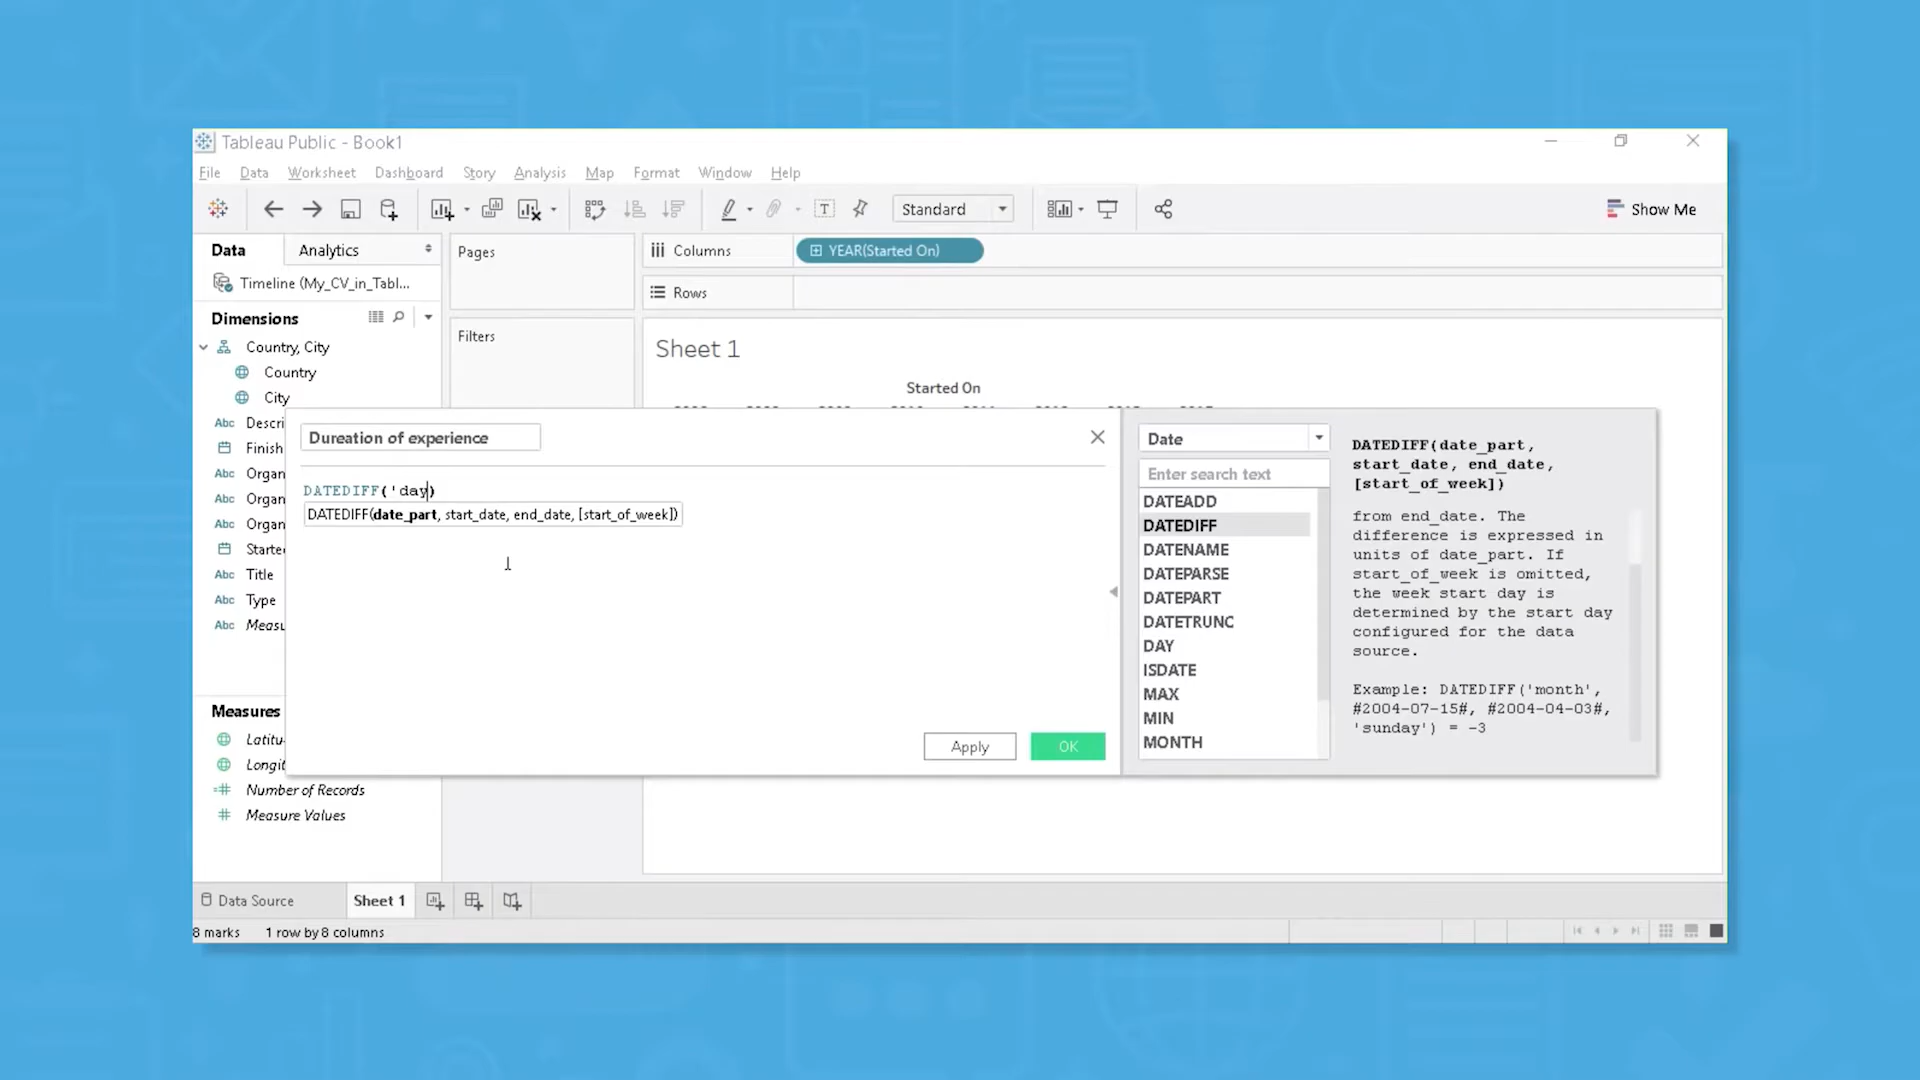 Tableau Public - Book1
File Data Worksheet Dashboard Story Analysis Map Format Window Help
Standard
Show Me
Data Analytics
Pages
Columns
YEAR(Started On)
Timeline (My_CV_in_Tabl...
Rows
Dimensions
Filters
Country, City
Country
City
Sheet 1
Started On
Descri
Finish
Organ
Organ
Organ
Starte
Title
Type
Measu
Measures
Latitu
Longit
Number of Records
Measure Values
Dureation of experience
DATEDIFF('day)
DATEDIFF(date_part, start_date, end_date, [start_of_week])
Apply
OK
Date
Enter search text
DATEADD
DATEDIFF
DATENAME
DATEPARSE
DATEPART
DATETRUNC
DAY
ISDATE
MAX
MIN
MONTH
DATEDIFF(date_part,
start_date, end_date,
[start_of_week])
from end_date. The
difference is expressed in
units of date_part. If
start_of_week is omitted,
the week start day is
determined by the start day
configured for the data
source.
Example: DATEDIFF('month',
#2004-07-15#, #2004-04-03#,
'sunday') = -3
Data Source
Sheet 1
8 marks
1 row by 8 columns